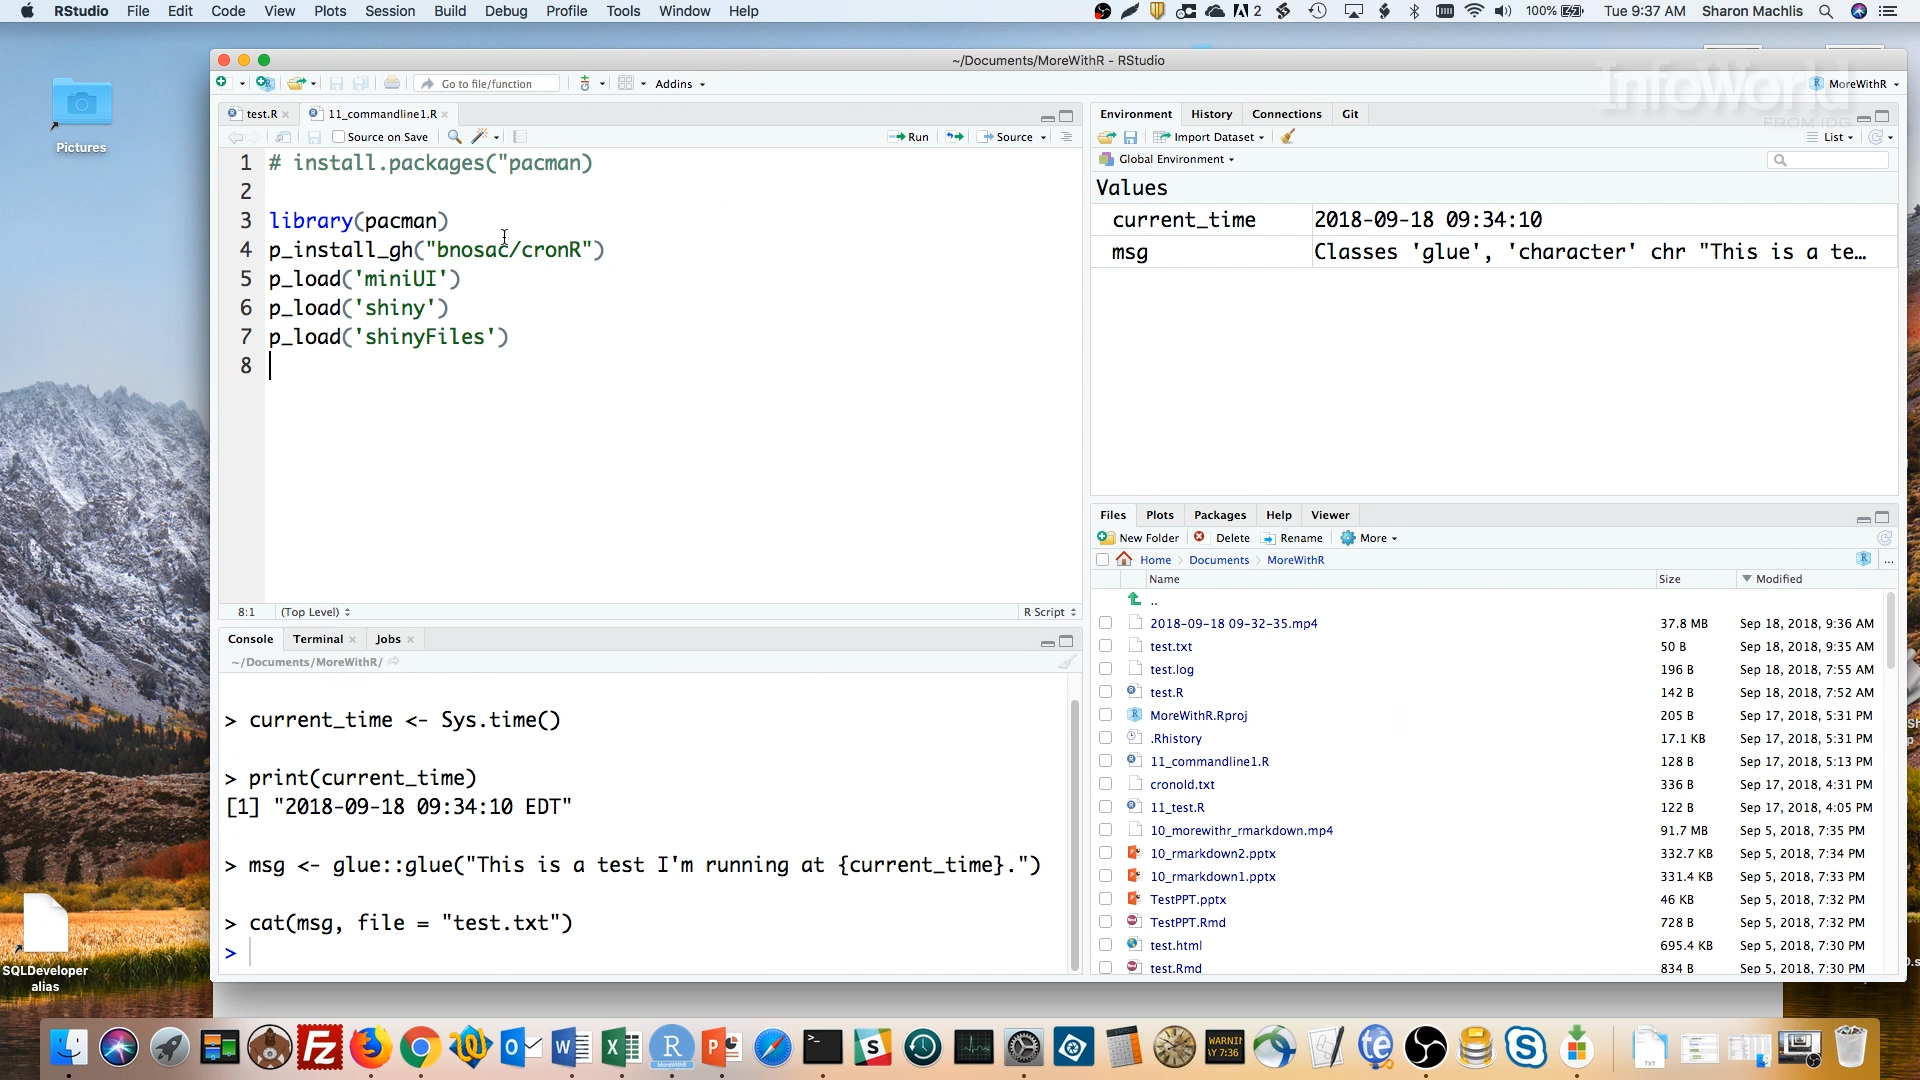 RStudio File Edit Code View Plots Session Build Debug Profile Tools Window Help
2 100% Tue 9:37 AM Sharon Machlis
~/Documents/MoreWithR - RStudio
InfoWorld
FROM IDG
Go to file/function Addins MoreWithR
test.R 11_commandline1.R
Source on Save Run Source
1 # install.packages("pacman)
2
3 library(pacman)
4 p_install_gh("bnosac/cronR")
5 p_load('miniUI')
6 p_load('shiny')
7 p_load('shinyFiles')
8
8:1 (Top Level) R Script
Console Terminal Jobs
~/Documents/MoreWithR/
> current_time <- Sys.time()
> print(current_time)
[1] "2018-09-18 09:34:10 EDT"
> msg <- glue::glue("This is a test I'm running at {current_time}.")
> cat(msg, file = "test.txt")
>
Environment History Connections Git
Import Dataset List
Global Environment
Values
current_time 2018-09-18 09:34:10
msg Classes 'glue', 'character' chr "This is a te…
Files Plots Packages Help Viewer
New Folder Delete Rename More
Home Documents MoreWithR
Name Size Modified
..
2018-09-18 09-32-35.mp4 37.8 MB Sep 18, 2018, 9:36 AM
test.txt 50 B Sep 18, 2018, 9:35 AM
test.log 196 B Sep 18, 2018, 7:55 AM
test.R 142 B Sep 18, 2018, 7:52 AM
MoreWithR.Rproj 205 B Sep 17, 2018, 5:31 PM
.Rhistory 17.1 KB Sep 17, 2018, 5:31 PM
11_commandline1.R 128 B Sep 17, 2018, 5:13 PM
cronold.txt 336 B Sep 17, 2018, 4:31 PM
11_test.R 122 B Sep 17, 2018, 4:05 PM
10_morewithr_rmarkdown.mp4 91.7 MB Sep 5, 2018, 7:35 PM
10_rmarkdown2.pptx 332.7 KB Sep 5, 2018, 7:34 PM
10_rmarkdown1.pptx 331.4 KB Sep 5, 2018, 7:33 PM
TestPPT.pptx 46 KB Sep 5, 2018, 7:32 PM
TestPPT.Rmd 728 B Sep 5, 2018, 7:32 PM
test.html 695.4 KB Sep 5, 2018, 7:30 PM
test.Rmd 834 B Sep 5, 2018, 7:30 PM
Pictures
SQLDeveloper
alias